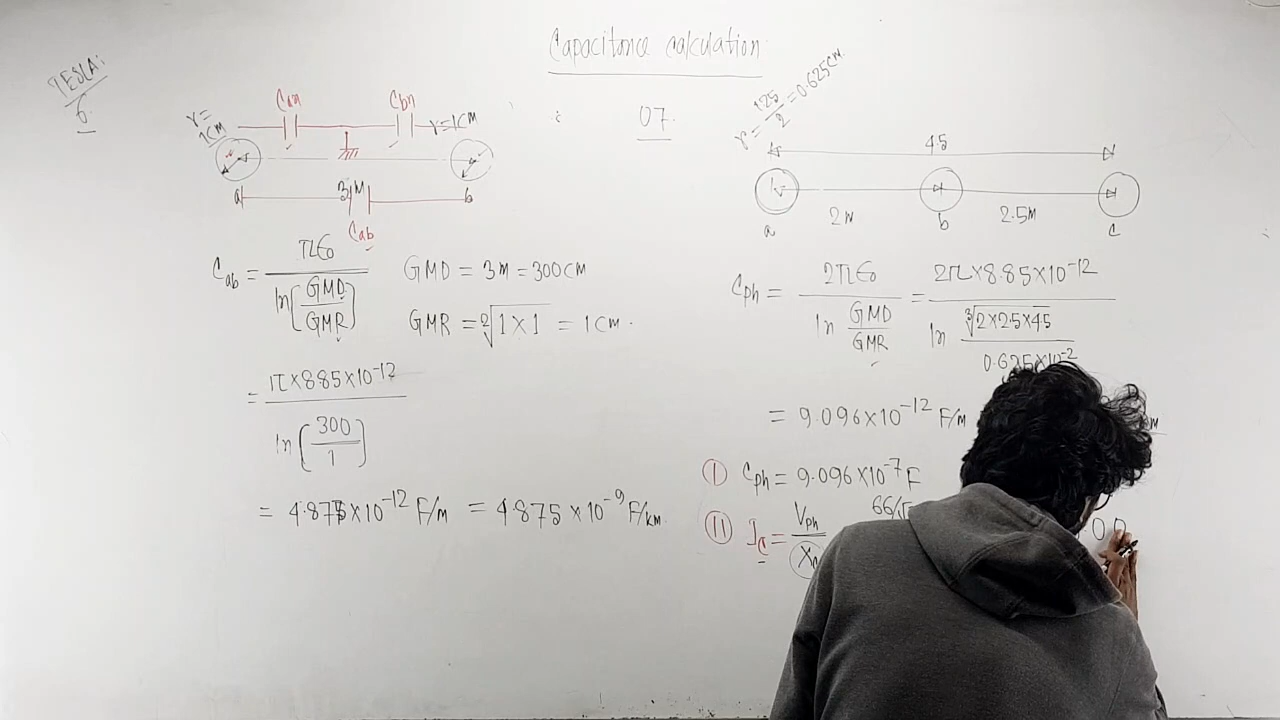 Capacitance calculation
TESLA:
6
Can
Cbn
r=
1CM
r=1CM
a
3M
b
Cab
Cab = πϵ0 / ln[GMD/GMR]
GMD = 3M = 300CM
GMR = ²√1×1 = 1CM.
= π×8.85×10⁻¹² / ln(300/1)
= 4.875×10⁻¹² F/m = 4.875×10⁻⁹ F/km.
07.
r = 1.25/2 = 0.625CM.
4.5
2M
2.5M
a
b
c
Cph = 2πϵ0 / ln GMD/GMR = 2π×8.85×10⁻¹² / ln ³√2×2.5×4.5 / 0.625×10⁻²
= 9.096×10⁻¹² F/m
I Cph = 9.096×10⁻⁷ F
II Ic = Vph
66/√